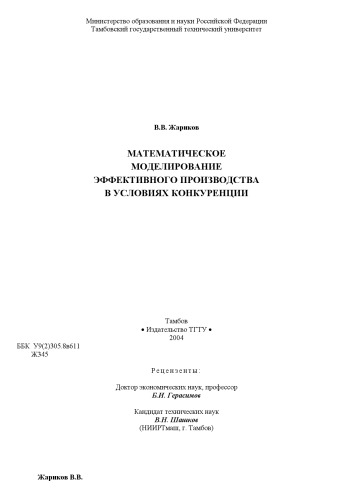 Министерство образования и науки Российской Федерации
Тамбовский государственный технический университет
В.В. Жариков
МАТЕМАТИЧЕСКОЕ
МОДЕЛИРОВАНИЕ
ЭФФЕКТИВНОГО ПРОИЗВОДСТВА
В УСЛОВИЯХ КОНКУРЕНЦИИ
Тамбов
• Издательство ТГТУ •
2004
ББК У9(2)305.8в611
Ж345
Рецензенты:
Доктор экономических наук, профессор
Б.И. Герасимов
Кандидат технических наук
В.Н. Шашков
(НИИРТмаш, г. Тамбов)
Жариков В.В.